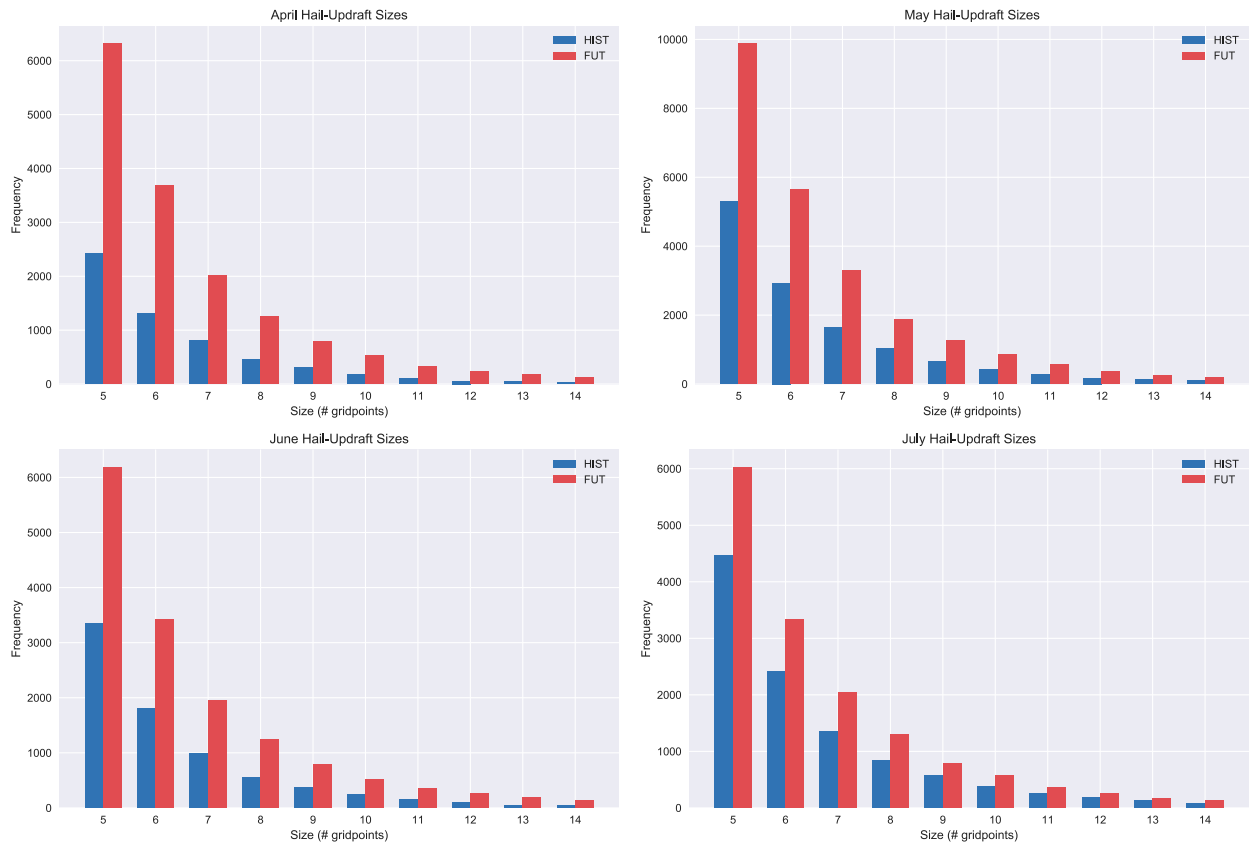 April Hail-Updraft Sizes
HIST
FUT
6000
5000
4000
3000
2000
1000
0
Frequency
5 6 7 8 9 10 11 12 13 14
Size (# gridpoints)
May Hail-Updraft Sizes
HIST
FUT
10000
8000
6000
4000
2000
0
Frequency
5 6 7 8 9 10 11 12 13 14
Size (# gridpoints)
June Hail-Updraft Sizes
HIST
FUT
6000
5000
4000
3000
2000
1000
0
Frequency
5 6 7 8 9 10 11 12 13 14
Size (# gridpoints)
July Hail-Updraft Sizes
HIST
FUT
6000
5000
4000
3000
2000
1000
0
Frequency
5 6 7 8 9 10 11 12 13 14
Size (# gridpoints)